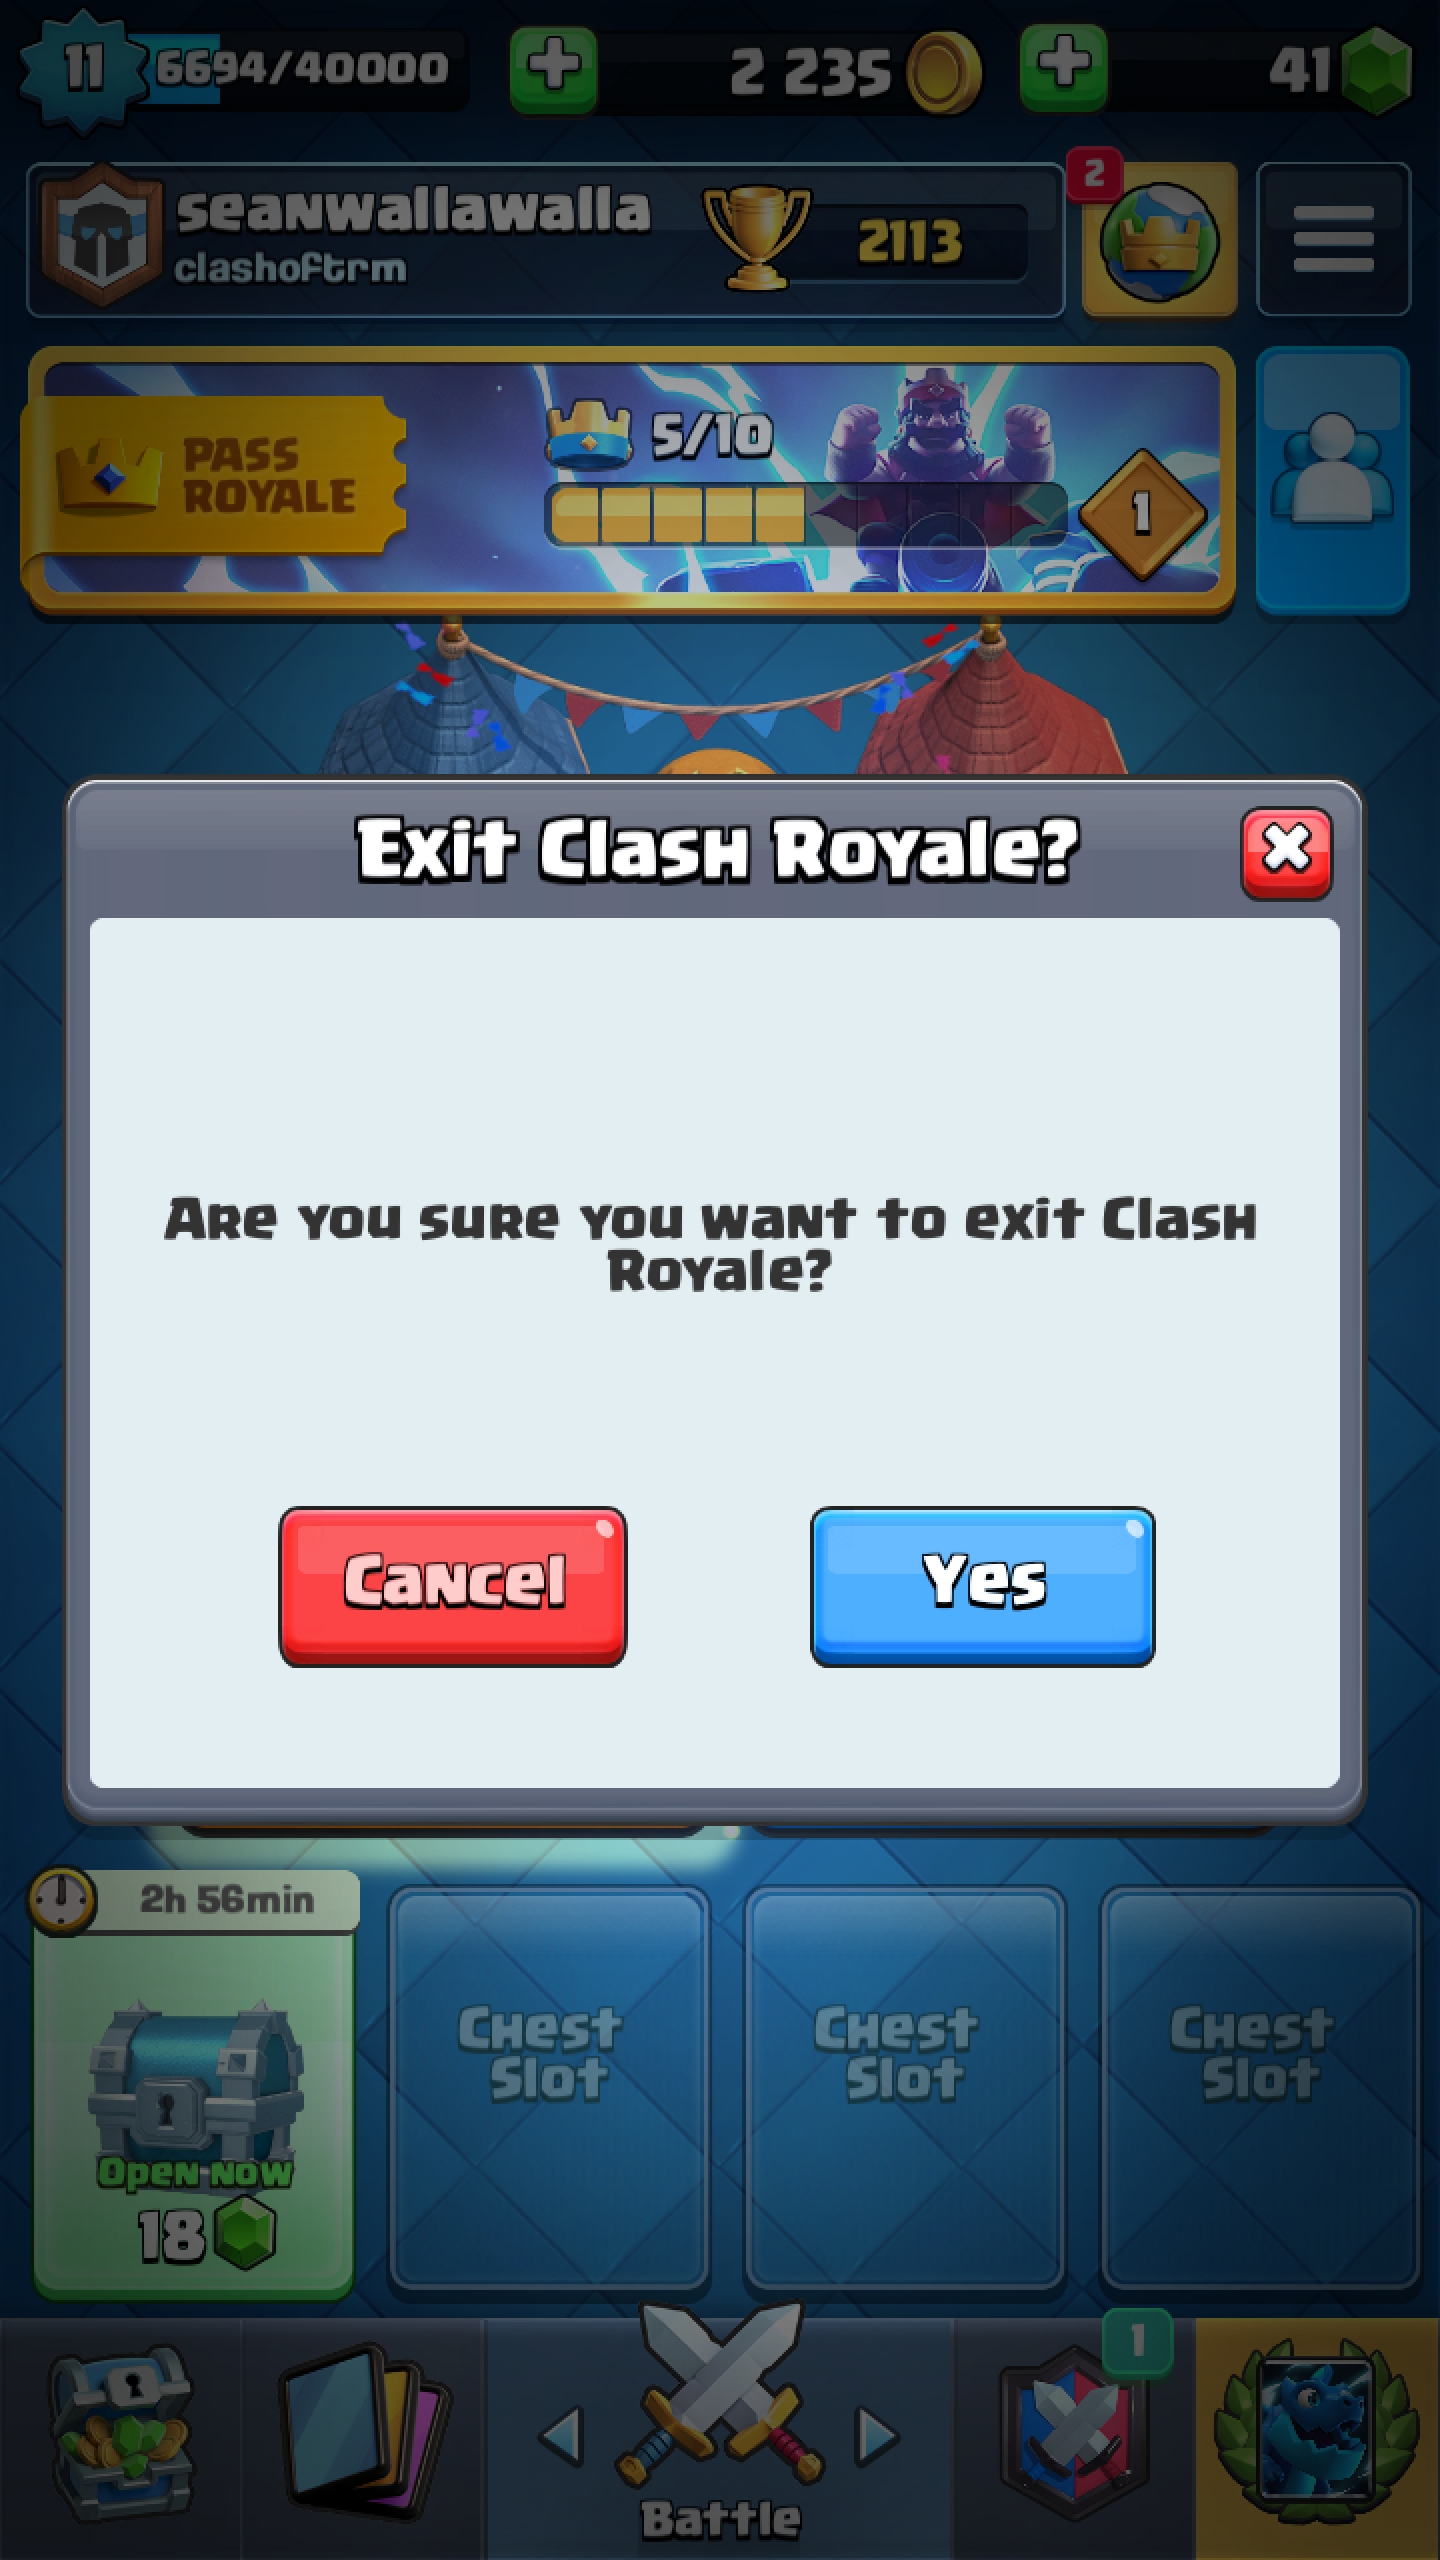 11
6694/40000
2 235
41
seanwallawalla
clashoftrm
2113
2
PASS
ROYALE
5/10
1
Exit Clash Royale?
Are you sure you want to exit Clash
Royale?
Cancel
Yes
2h 56min
Open now
18
Chest
Slot
Chest
Slot
Chest
Slot
1
Battle